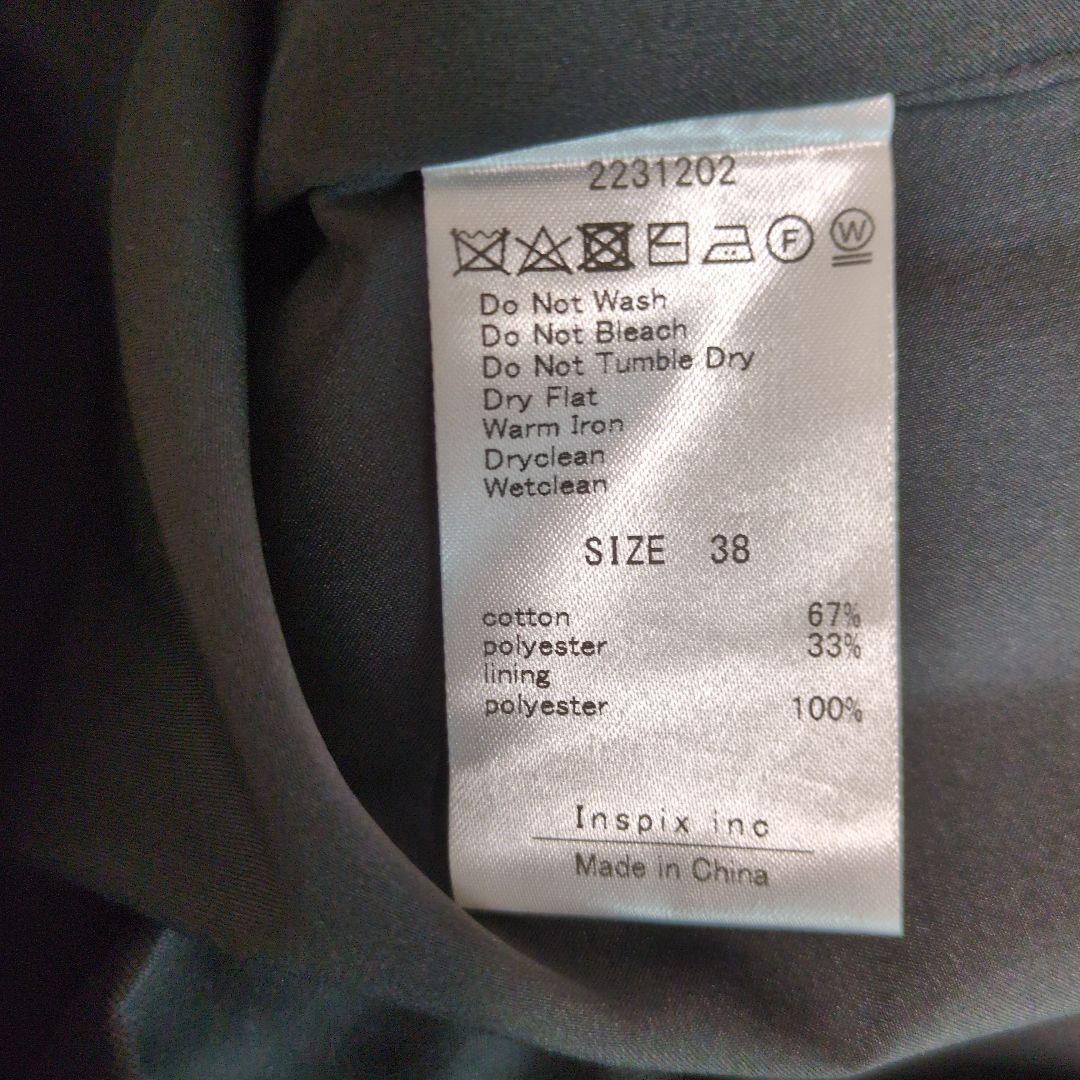 2231202
F W
Do Not Wash
Do Not Bleach
Do Not Tumble Dry
Dry Flat
Warm Iron
Dryclean
Wetclean
SIZE 38
cotton 67%
polyester 33%
lining
polyester 100%
Inspix inc
Made in China